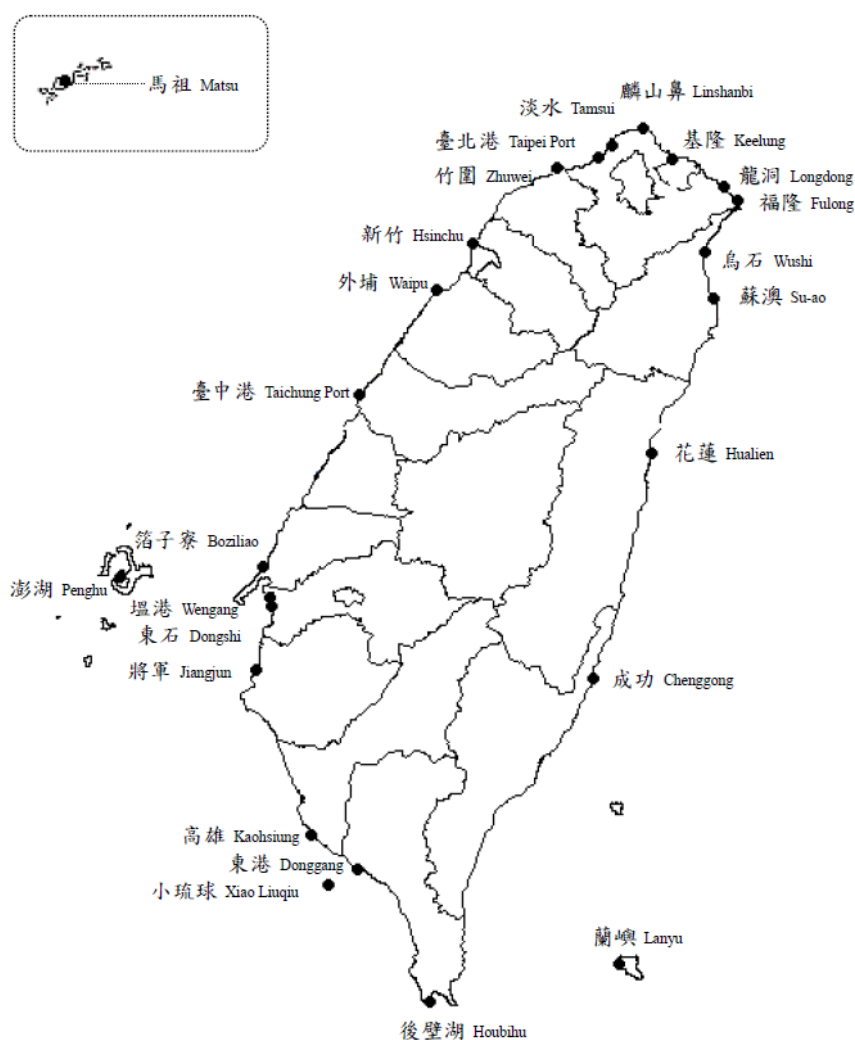 馬祖 Matsu
麟山鼻 Linshanbi
淡水 Tamsui
臺北港 Taipei Port
基隆 Keelung
竹圍 Zhuwei
龍洞 Longdong
福隆 Fulong
新竹 Hsinchu
烏石 Wushi
外埔 Waipu
蘇澳 Su-ao
臺中港 Taichung Port
花蓮 Hualien
箔子寮 Boziliao
澎湖 Penghu
塭港 Wengang
東石 Dongshi
將軍 Jiangjun
成功 Chenggong
高雄 Kaohsiung
東港 Donggang
小琉球 Xiao Liuqiu
蘭嶼 Lanyu
後壁湖 Houbihu